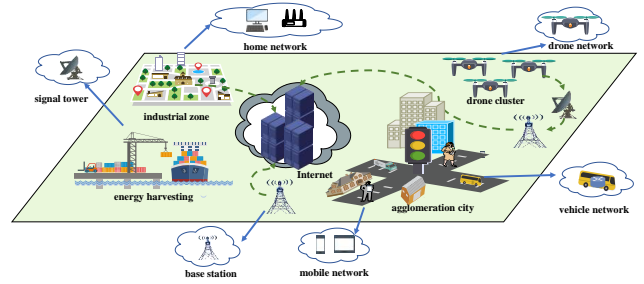 home network
drone network
signal tower
drone cluster
industrial zone
Internet
energy harvesting
agglomeration city
vehicle network
base station
mobile network